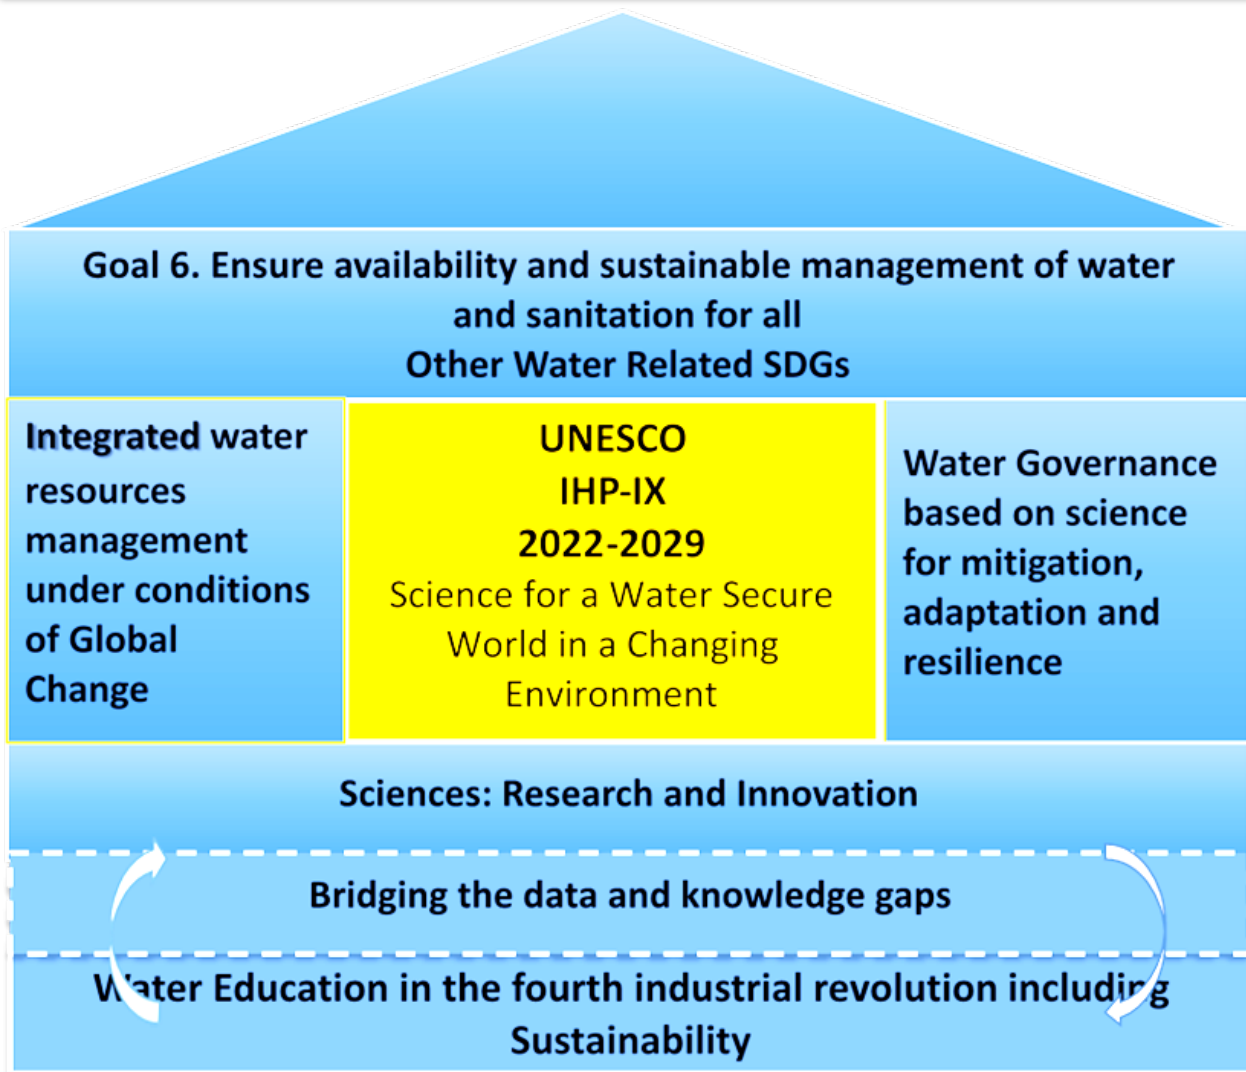 Goal 6. Ensure availability and sustainable management of water
and sanitation for all
Other Water Related SDGs
Integrated water
resources
management
under conditions
of Global
Change
UNESCO
IHP-IX
2022-2029
Science for a Water Secure
World in a Changing
Environment
Water Governance
based on science
for mitigation,
adaptation and
resilience
Sciences: Research and Innovation
Bridging the data and knowledge gaps
Water Education in the fourth industrial revolution including
Sustainability